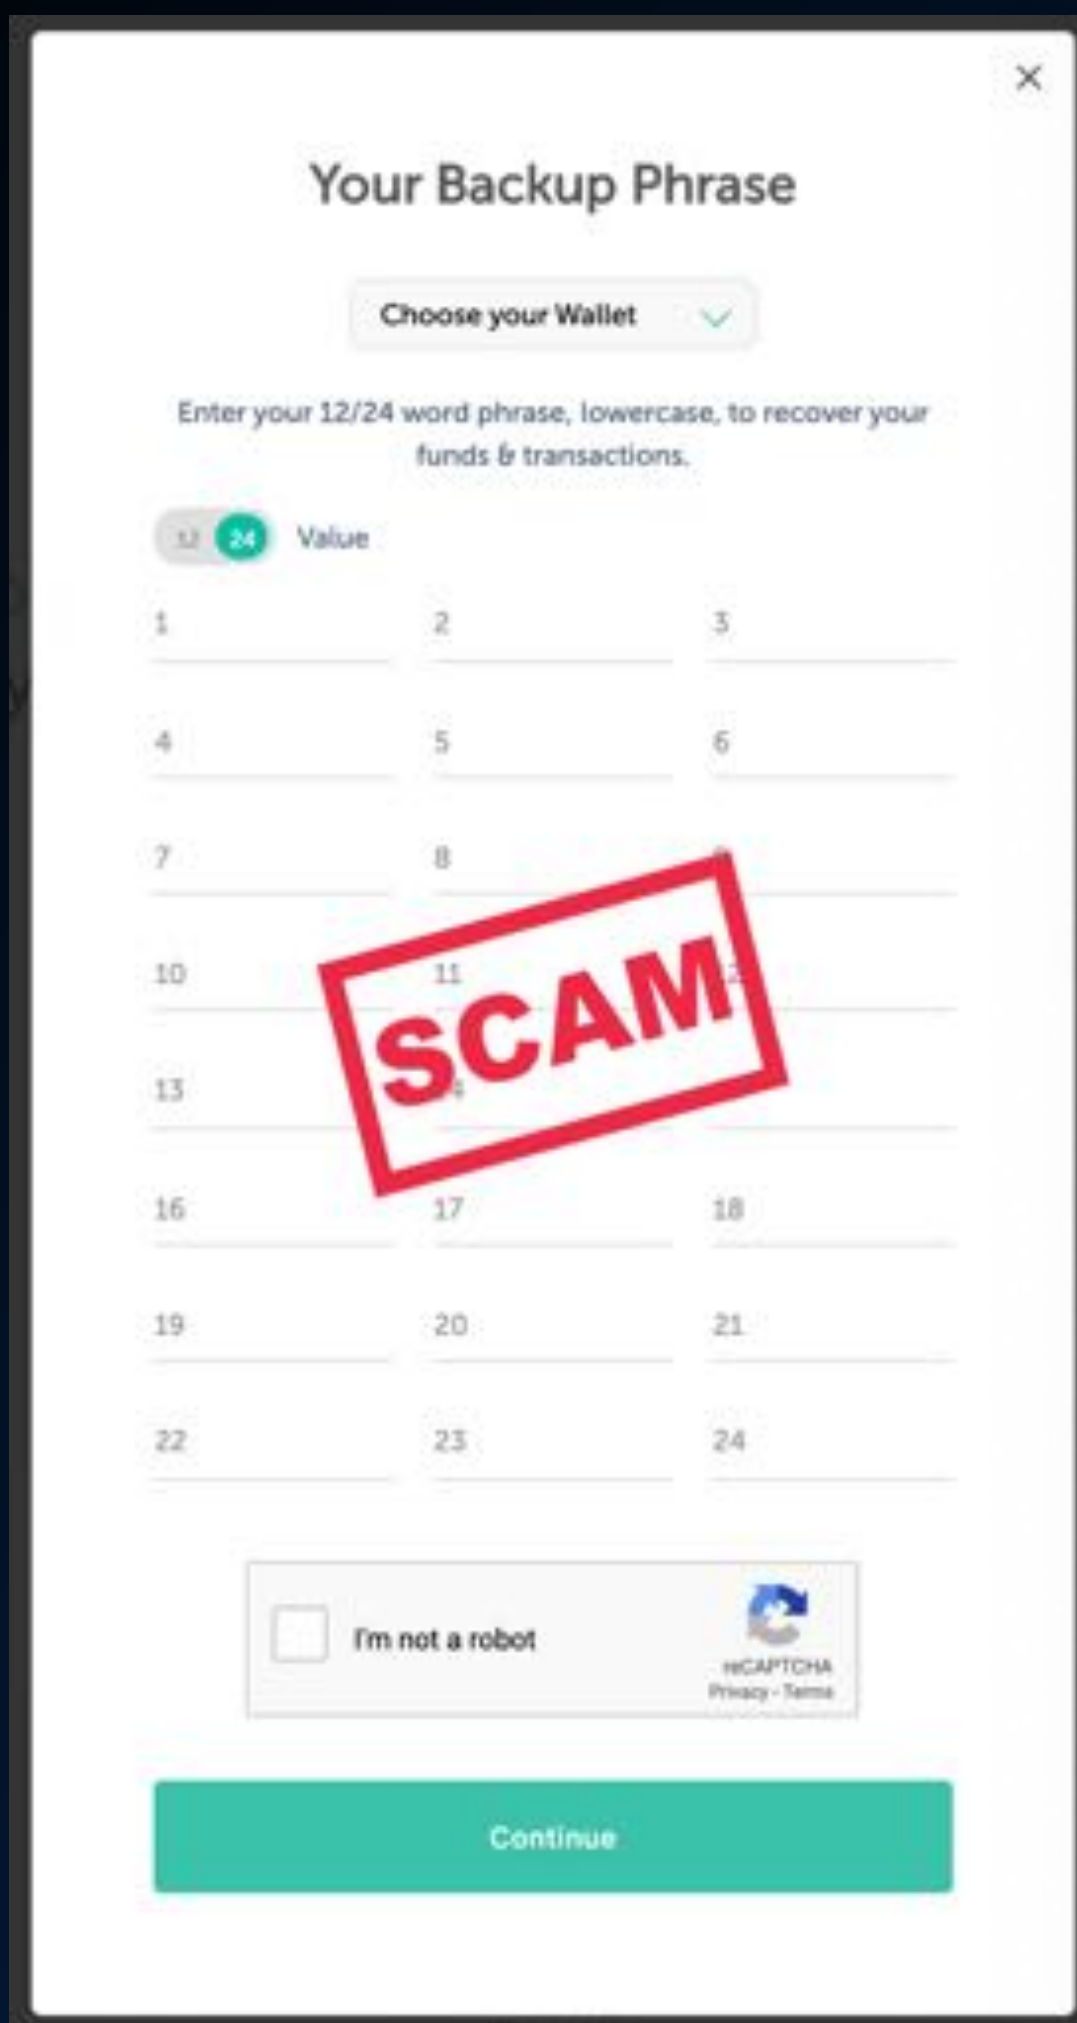 Your Backup Phrase
Choose your Wallet
Enter your 12/24 word phrase, lowercase, to recover your
funds & transactions.
12 24 Value
1 2 3
4 5 6
7 8
10 11 12
13
SCAM
16 17 18
19 20 21
22 23 24
I'm not a robot
reCAPTCHA
Privacy - Terms
Continue